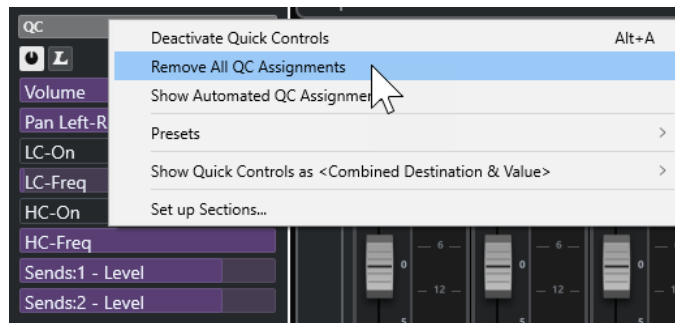 QC
Deactivate Quick Controls Alt+A
L
Remove All QC Assignments
Volume
Show Automated QC
Pan Left-R
Presets
LC-On
Show Quick Controls as <Combined Destination & Value>
LC-Freq
HC-On
Set up Sections...
HC-Freq
6 6
Sends:1 - Level
0 0 0
12 12 1
Sends:2 - Level
5 5 5